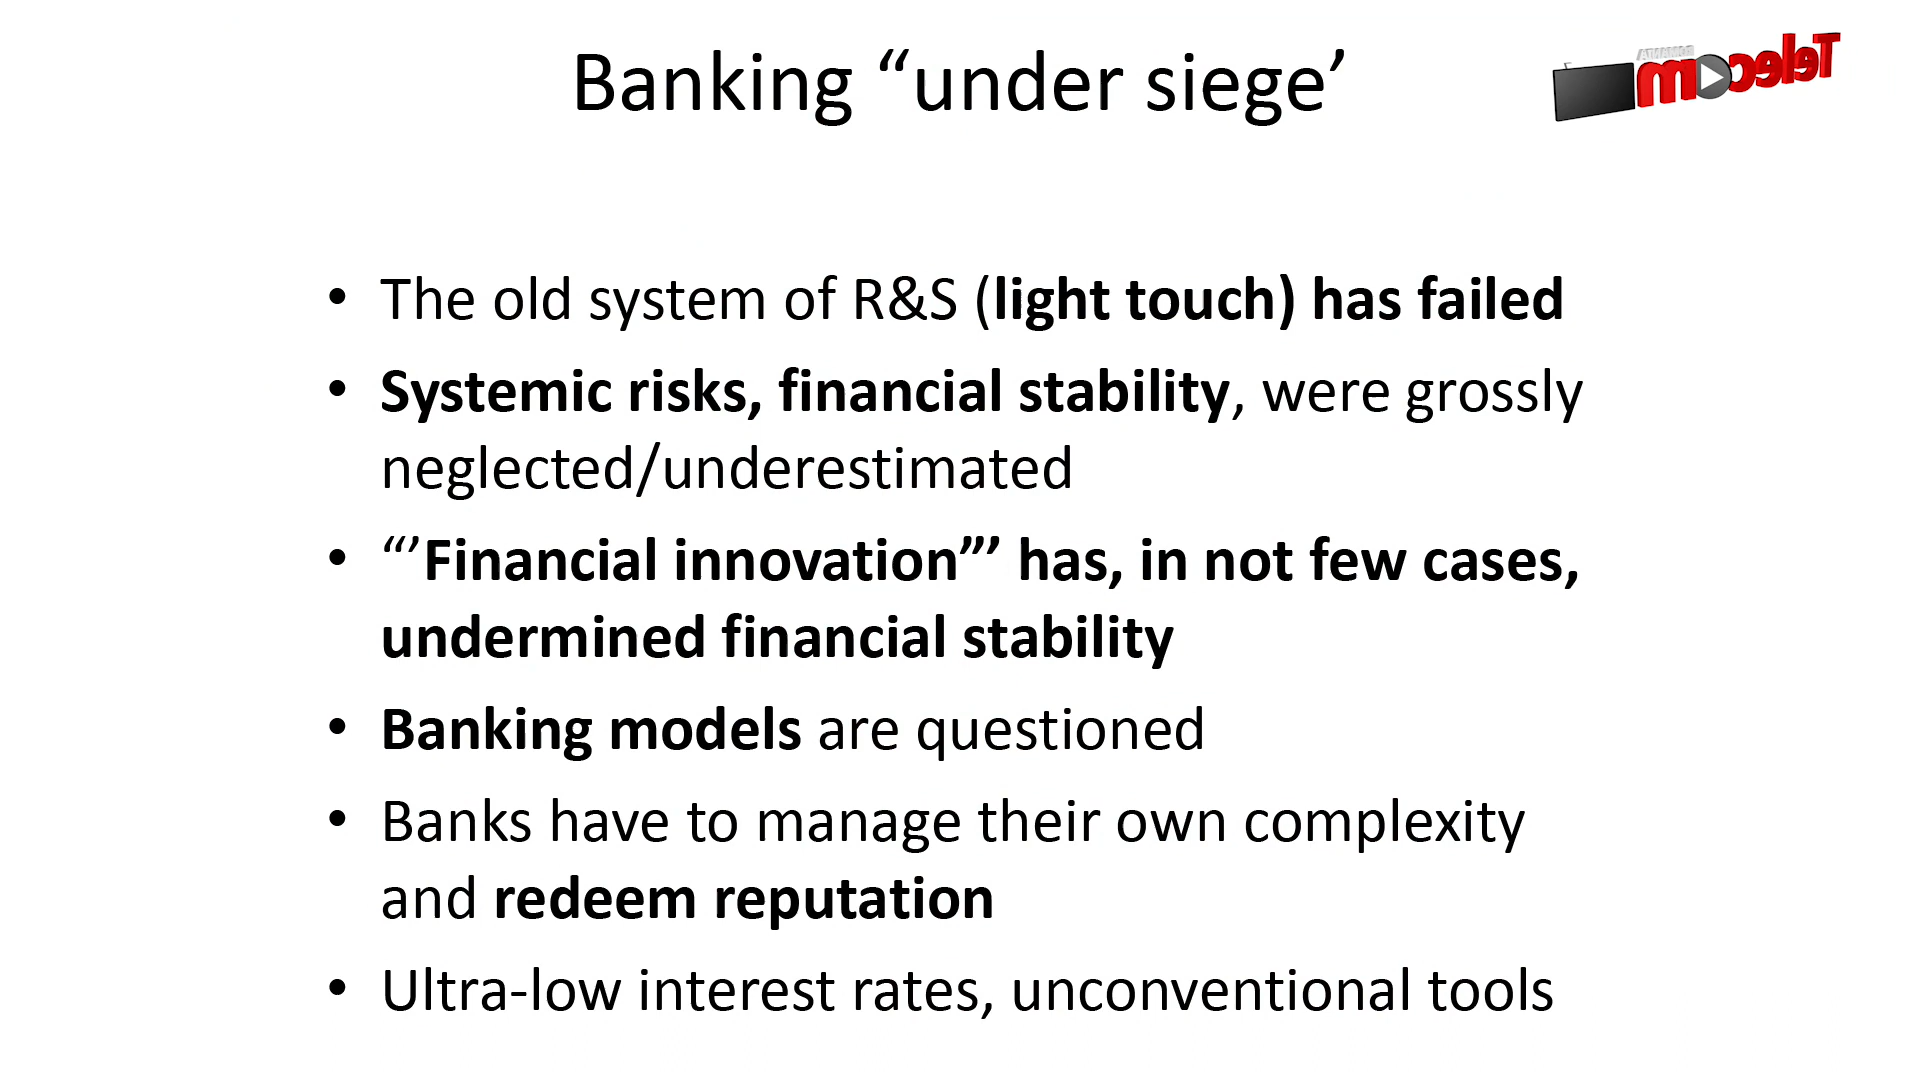 Banking “under siege’
Telecom
ROMANIA
• The old system of R&S (light touch) has failed
• Systemic risks, financial stability, were grossly
neglected/underestimated
• “’Financial innovation”’ has, in not few cases,
undermined financial stability
• Banking models are questioned
• Banks have to manage their own complexity
and redeem reputation
• Ultra-low interest rates, unconventional tools